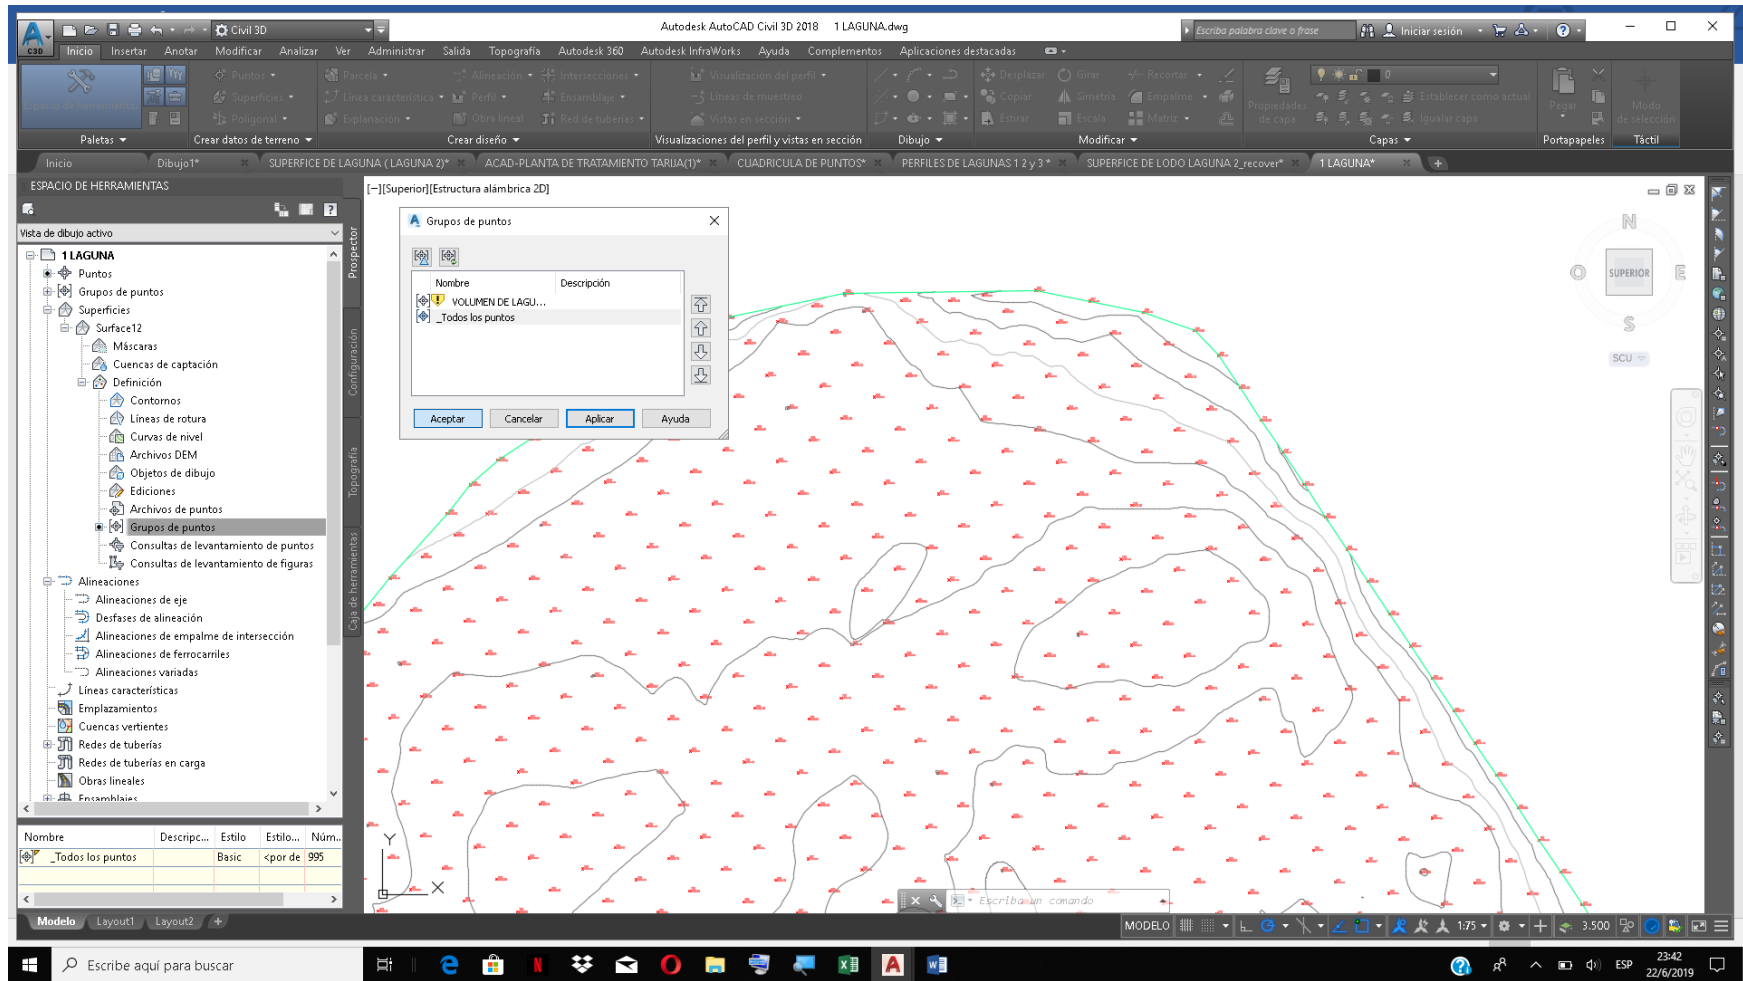 Civil 3D
Autodesk AutoCAD Civil 3D 2018 1 LAGUNA.dwg
Escriba palabra clave o frase
Iniciar sesión
C3D
Inicio Insertar Anotar Modificar Analizar Ver Administrar Salida Topografía Autodesk 360 Autodesk InfraWorks Ayuda Complementos Aplicaciones destacadas
Puntos Parcela Alineación Intersecciones Visualización del perfil Desplazar Girar Recortar 0
Superficies Línea característica Perfil Ensamblaje Líneas de muestreo Copiar Simetría Empalme Establecer como actual
Espacio de herramientas Propiedades de capa Pegar Modo de selección
Poligonal Explanación Obra lineal Red de tuberías Vistas en sección Estirar Escala Matriz Igualar capa
Paletas Crear datos de terreno Crear diseño Visualizaciones del perfil y vistas en sección Dibujo Modificar Capas Portapapeles Táctil
Inicio Dibujo1* SUPERFICE DE LAGUNA ( LAGUNA 2)* ACAD-PLANTA DE TRATAMIENTO TARIJA(1)* CUADRICULA DE PUNTOS* PERFILES DE LAGUNAS 1 2 y 3 * SUPERFICE DE LODO LAGUNA 2_recover* 1 LAGUNA*
ESPACIO DE HERRAMIENTAS
[−][Superior][Estructura alámbrica 2D]
Vista de dibujo activo
1 LAGUNA
Puntos
Grupos de puntos
Superficies
Surface12
Máscaras
Cuencas de captación
Definición
Contornos
Líneas de rotura
Curvas de nivel
Archivos DEM
Objetos de dibujo
Ediciones
Archivos de puntos
Grupos de puntos
Consultas de levantamiento de puntos
Consultas de levantamiento de figuras
Alineaciones
Alineaciones de eje
Desfases de alineación
Alineaciones de empalme de intersección
Alineaciones de ferrocarriles
Alineaciones variadas
Líneas características
Emplazamientos
Cuencas vertientes
Redes de tuberías
Redes de tuberías en carga
Obras lineales
Ensamblajes
Prospector
Configuración
Topografía
Caja de herramientas
Grupos de puntos
Nombre Descripción
VOLUMEN DE LAGU...
_Todos los puntos
Aceptar Cancelar Aplicar Ayuda
N
O SUPERIOR E
S
SCU
Nombre Descripc... Estilo Estilo... Núm...
_Todos los puntos Basic <por de 995
Y
X
Escriba un comando
Modelo Layout1 Layout2
MODELO 1:75 3.500
Escribe aquí para buscar
ESP
23:42
22/6/2019